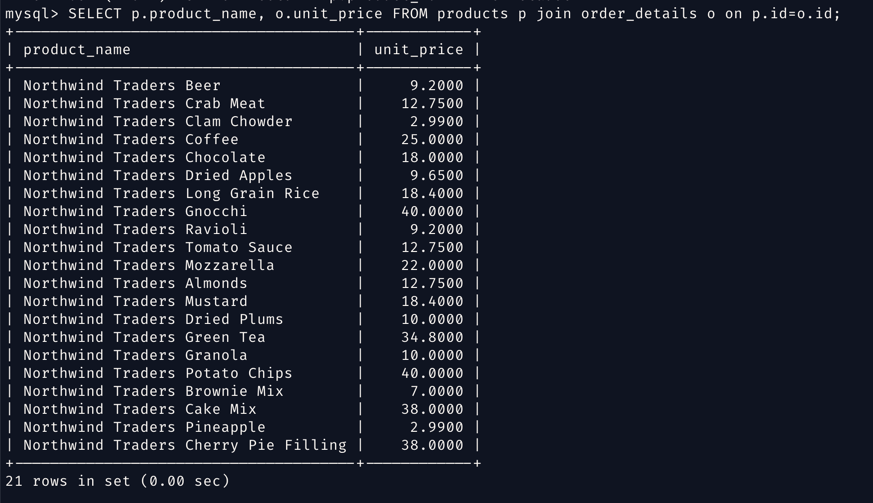 mysql> SELECT p.product_name, o.unit_price FROM products p join order_details o on p.id=o.id;
+-------------------------------------+------------+
| product_name                        | unit_price |
+-------------------------------------+------------+
| Northwind Traders Beer              |     9.2000 |
| Northwind Traders Crab Meat         |    12.7500 |
| Northwind Traders Clam Chowder      |     2.9900 |
| Northwind Traders Coffee            |    25.0000 |
| Northwind Traders Chocolate         |    18.0000 |
| Northwind Traders Dried Apples      |     9.6500 |
| Northwind Traders Long Grain Rice   |    18.4000 |
| Northwind Traders Gnocchi           |    40.0000 |
| Northwind Traders Ravioli           |     9.2000 |
| Northwind Traders Tomato Sauce      |    12.7500 |
| Northwind Traders Mozzarella        |    22.0000 |
| Northwind Traders Almonds           |    12.7500 |
| Northwind Traders Mustard           |    18.4000 |
| Northwind Traders Dried Plums       |    10.0000 |
| Northwind Traders Green Tea         |    34.8000 |
| Northwind Traders Granola           |    10.0000 |
| Northwind Traders Potato Chips      |    40.0000 |
| Northwind Traders Brownie Mix       |     7.0000 |
| Northwind Traders Cake Mix          |    38.0000 |
| Northwind Traders Pineapple         |     2.9900 |
| Northwind Traders Cherry Pie Filling |    38.0000 |
+-------------------------------------+------------+
21 rows in set (0.00 sec)